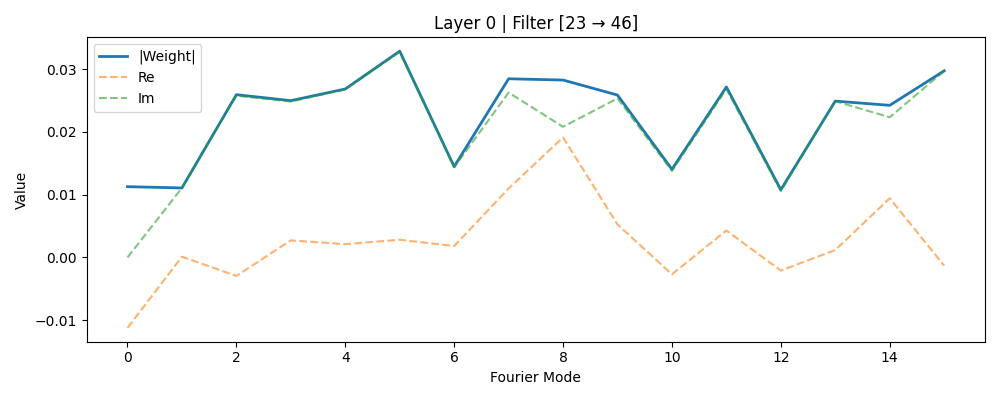 Layer 0 | Filter [23 → 46]
|Weight|
Re
Im
Value
0.03
0.02
0.01
0.00
−0.01
0 2 4 6 8 10 12 14
Fourier Mode